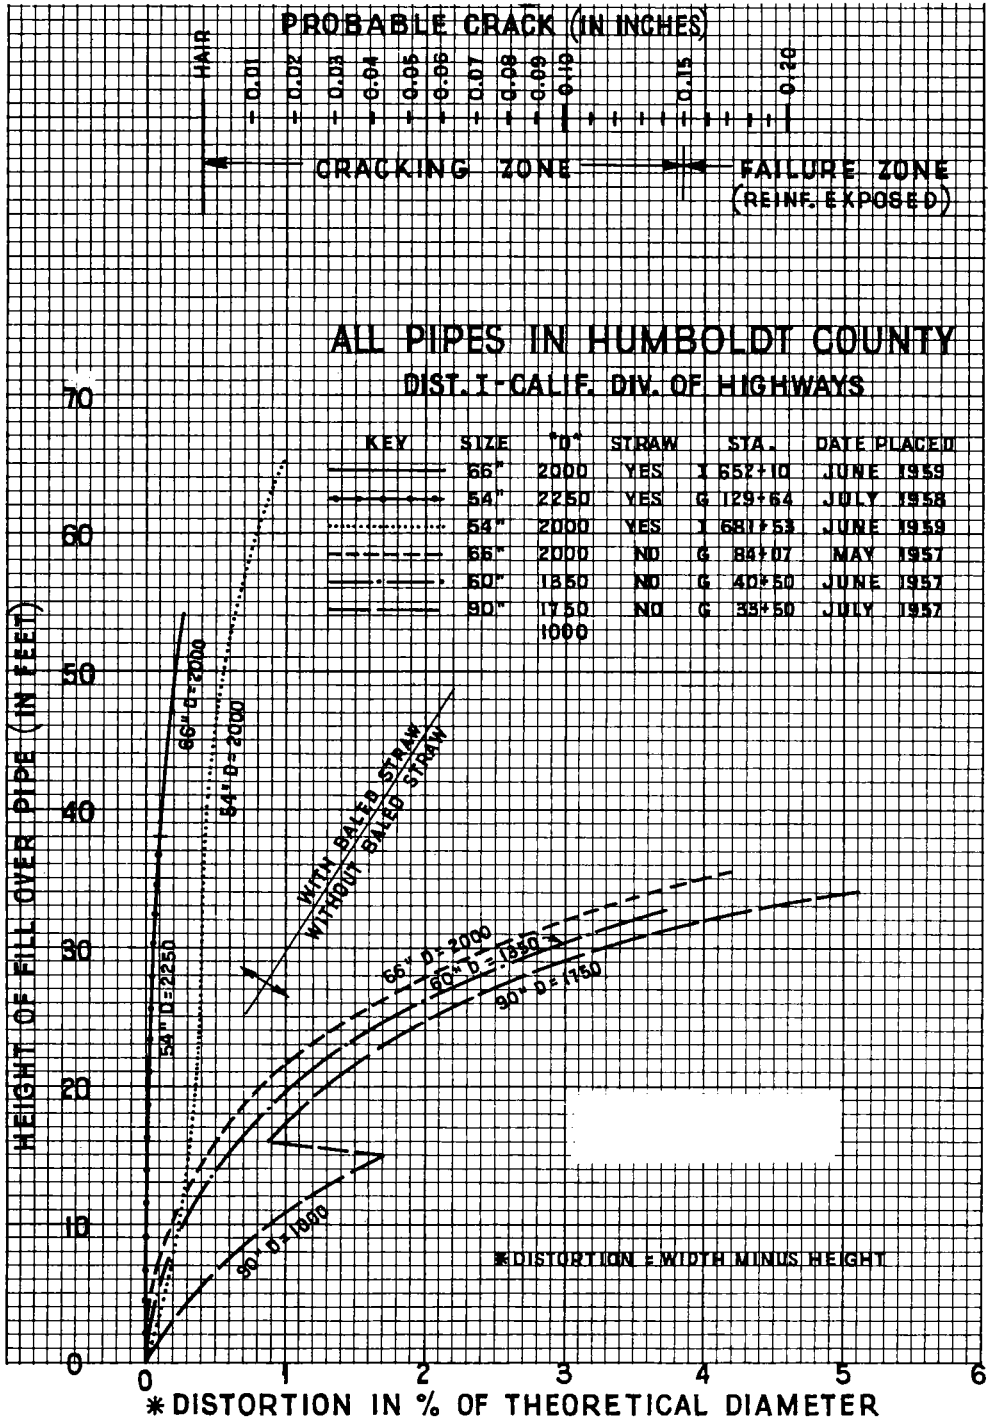 PROBABLE CRACK (IN INCHES)
HAIR
0.01
0.02
0.03
0.04
0.05
0.06
0.07
0.08
0.09
0.10
0.15
0.20
CRACKING ZONE
FAILURE ZONE
(REINF. EXPOSED)
ALL PIPES IN HUMBOLDT COUNTY
DIST. I-CALIF. DIV. OF HIGHWAYS
KEY SIZE "D" STRAW STA. DATE PLACED
66" 2000 YES I 652+10 JUNE 1959
54" 2250 YES G 129+64 JULY 1958
54" 2000 YES I 681+53 JUNE 1959
66" 2000 NO G 84+07 MAY 1957
60" 1350 NO G 40+50 JUNE 1957
90" 1750 NO G 33+50 JULY 1957
1000
HEIGHT OF FILL OVER PIPE (IN FEET)
70
60
50
40
30
20
10
0
66" D=2000
54" D=2000
54" D=2250
WITH BALED STRAW
WITHOUT BALED STRAW
66" D=2000
60" D=1350
90" D=1750
90" D=1000
*DISTORTION = WIDTH MINUS HEIGHT
0 1 2 3 4 5 6
*DISTORTION IN % OF THEORETICAL DIAMETER